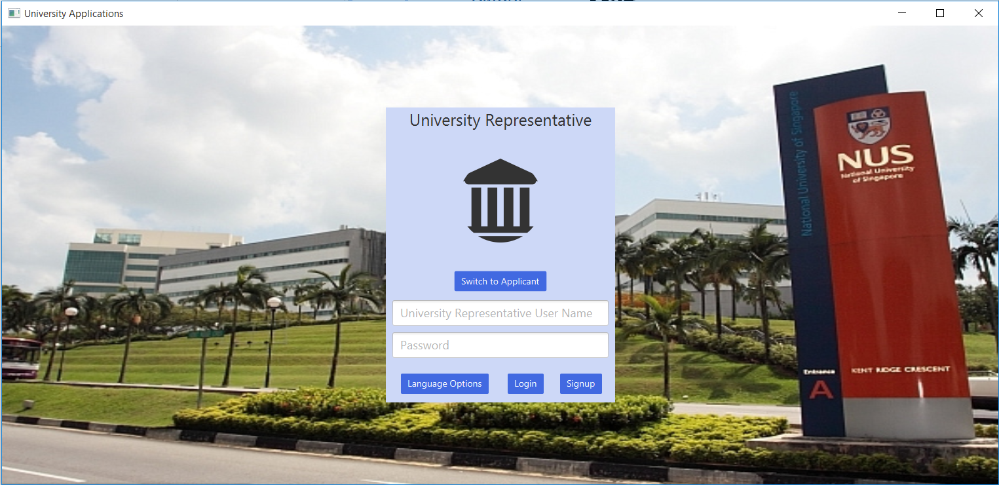 University Applications
University Representative
Switch to Applicant
University Representative User Name
Password
Language Options
Login
Signup
National University of Singapore
NUS
National University
of Singapore
Entrance
A
KENT RIDGE CRESCENT